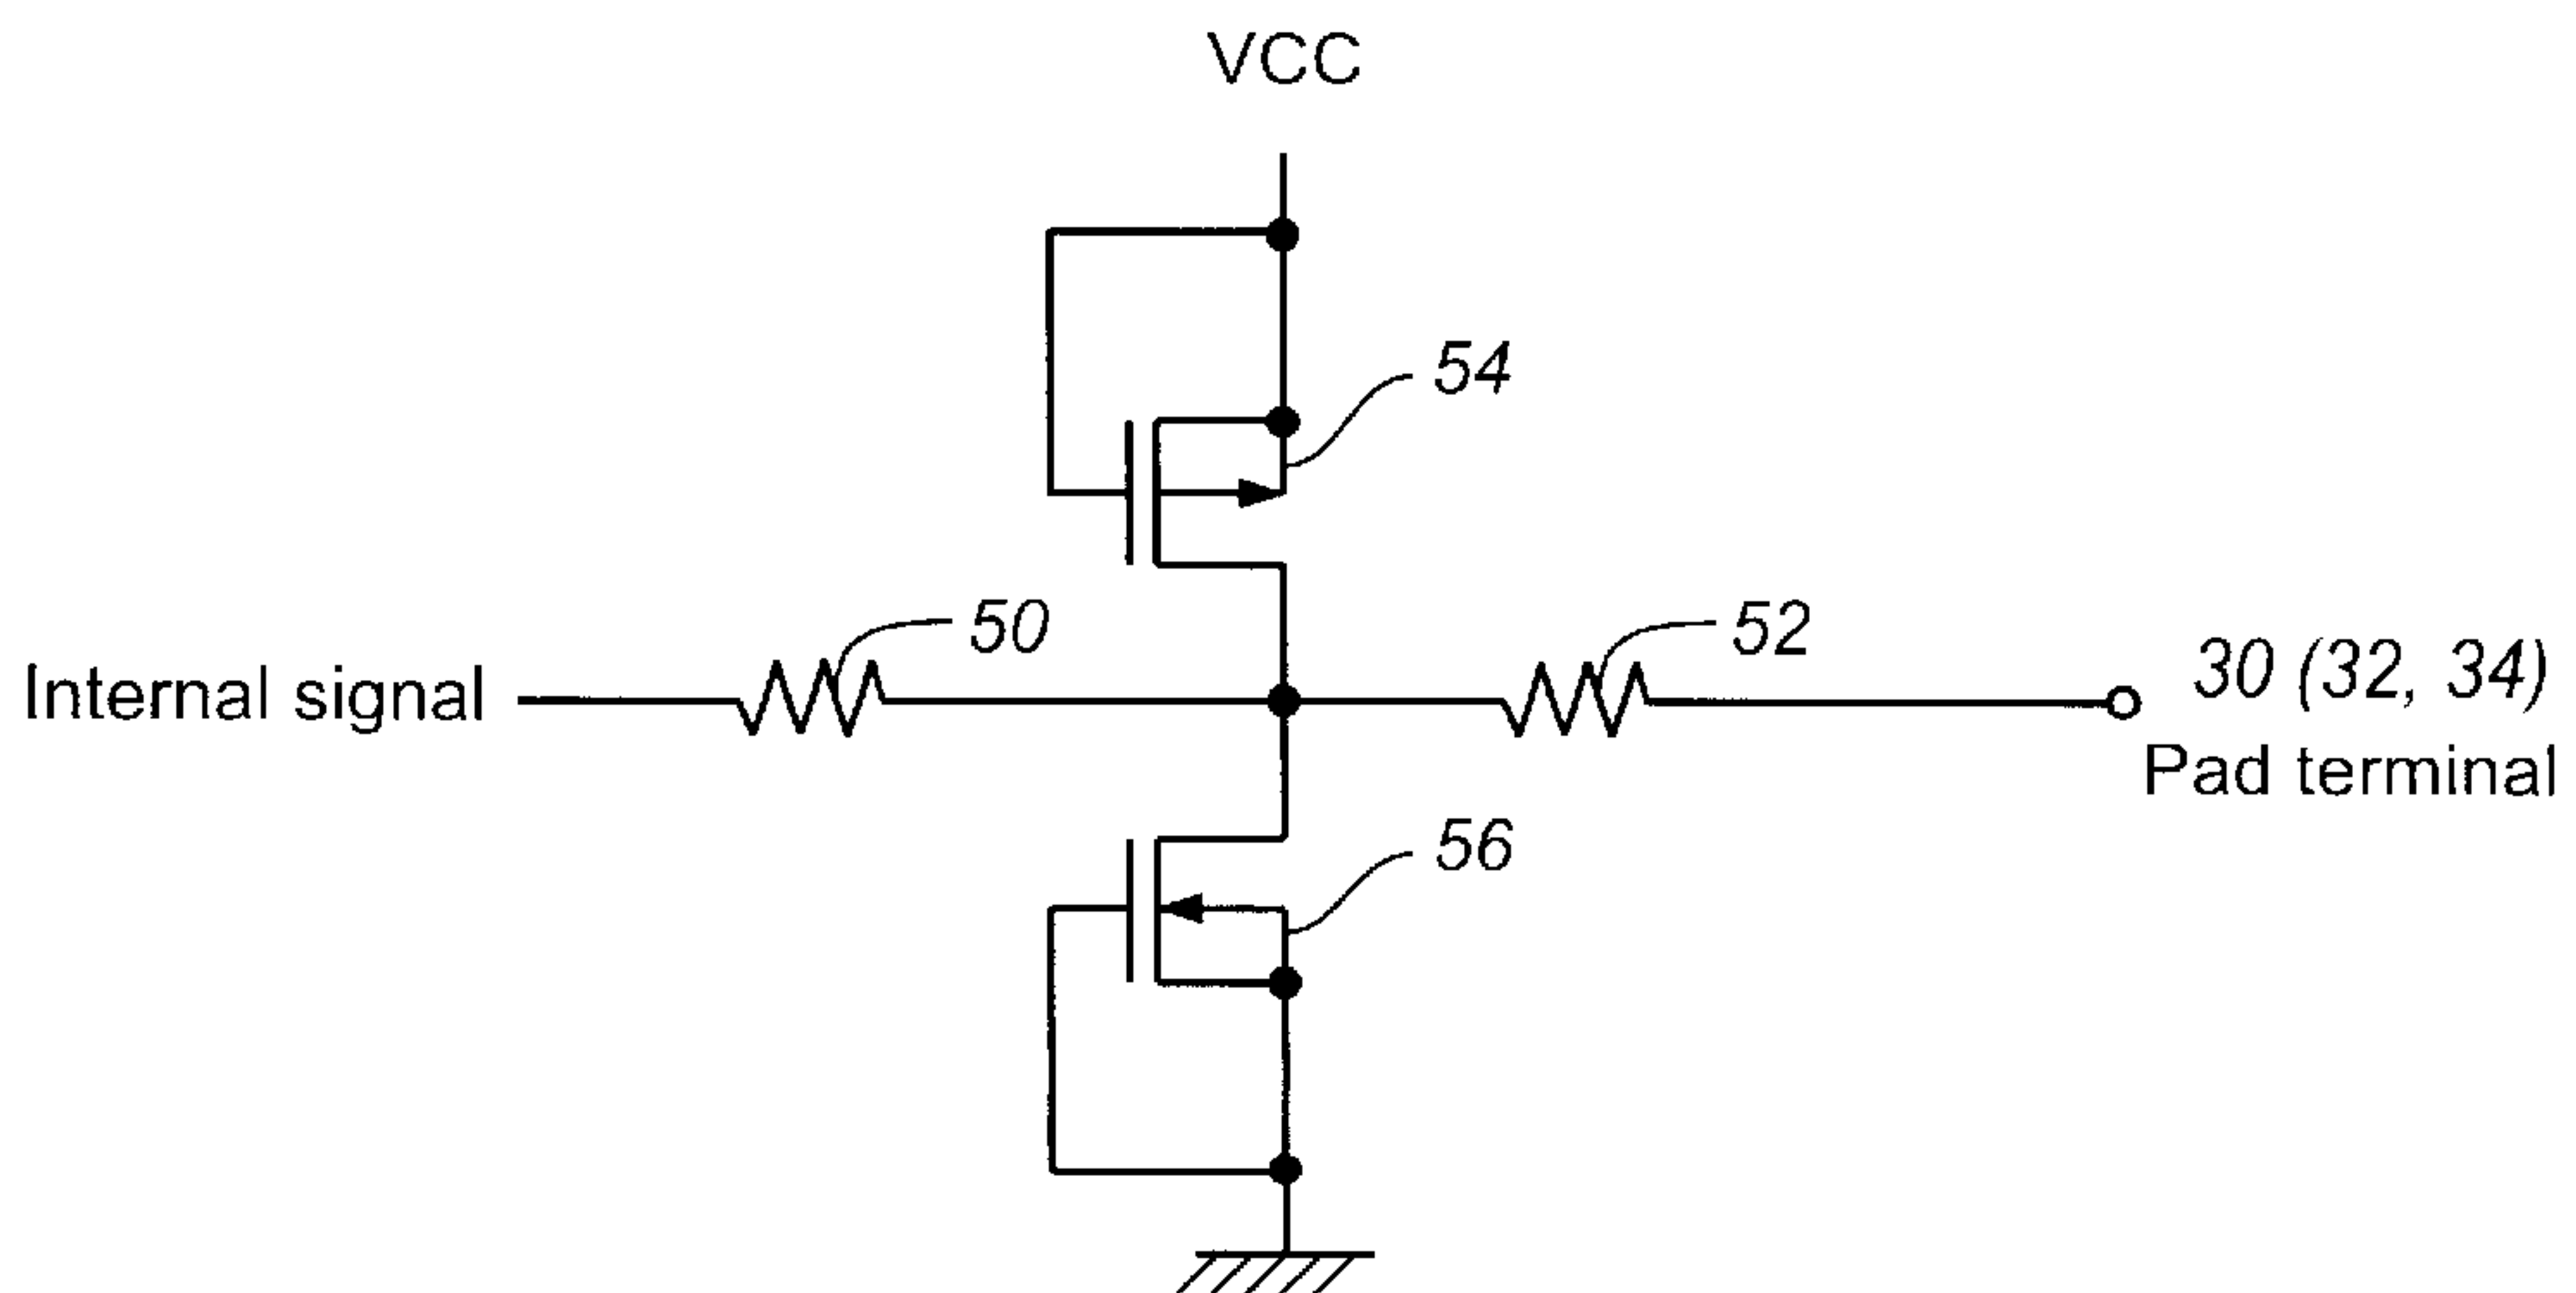 VCC
54
50
52
Internal signal
30 (32, 34)
Pad terminal
56